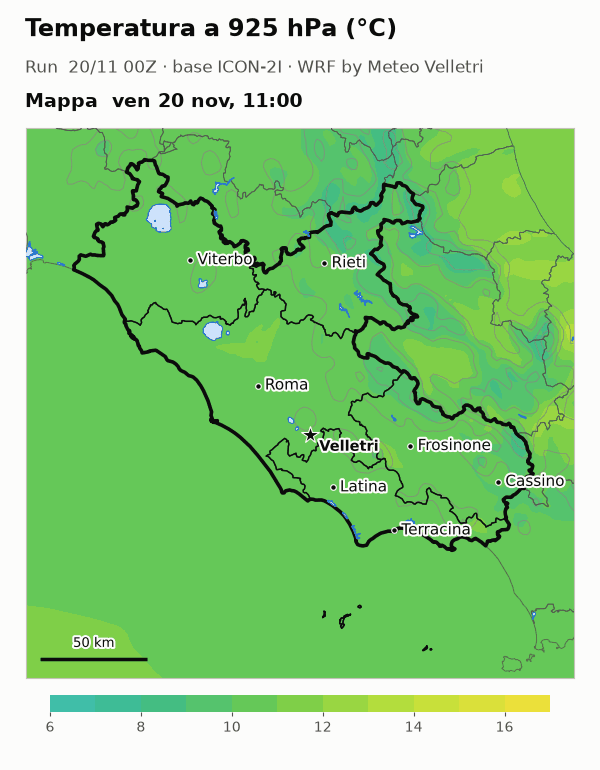 Temperatura a 925 hPa (°C)
Run  20/11 00Z · base ICON-2I · WRF by Meteo Velletri
Mappa  ven 20 nov, 11:00
Viterbo
Rieti
Roma
Velletri
Frosinone
Latina
Cassino
Terracina
50 km
6 8 10 12 14 16